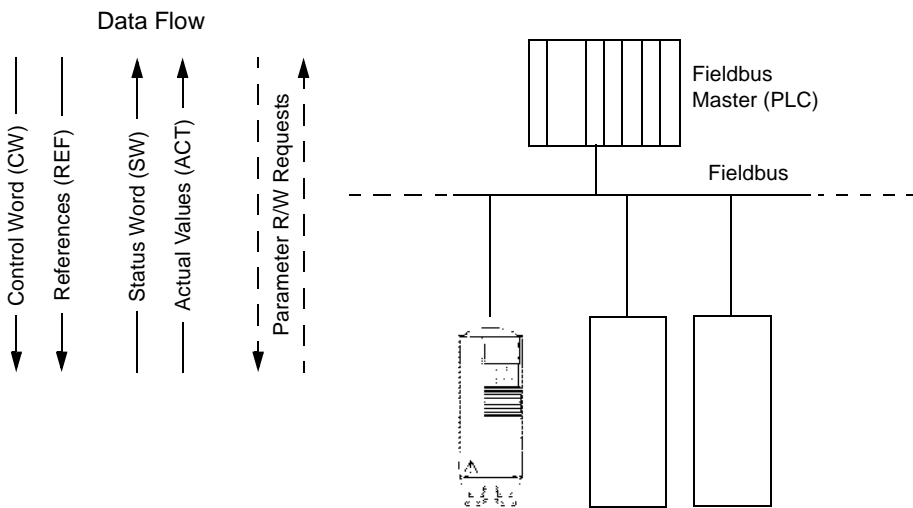 Data Flow
Control Word (CW)
References (REF)
Status Word (SW)
Actual Values (ACT)
Parameter R/W Requests
Fieldbus
Master (PLC)
Fieldbus